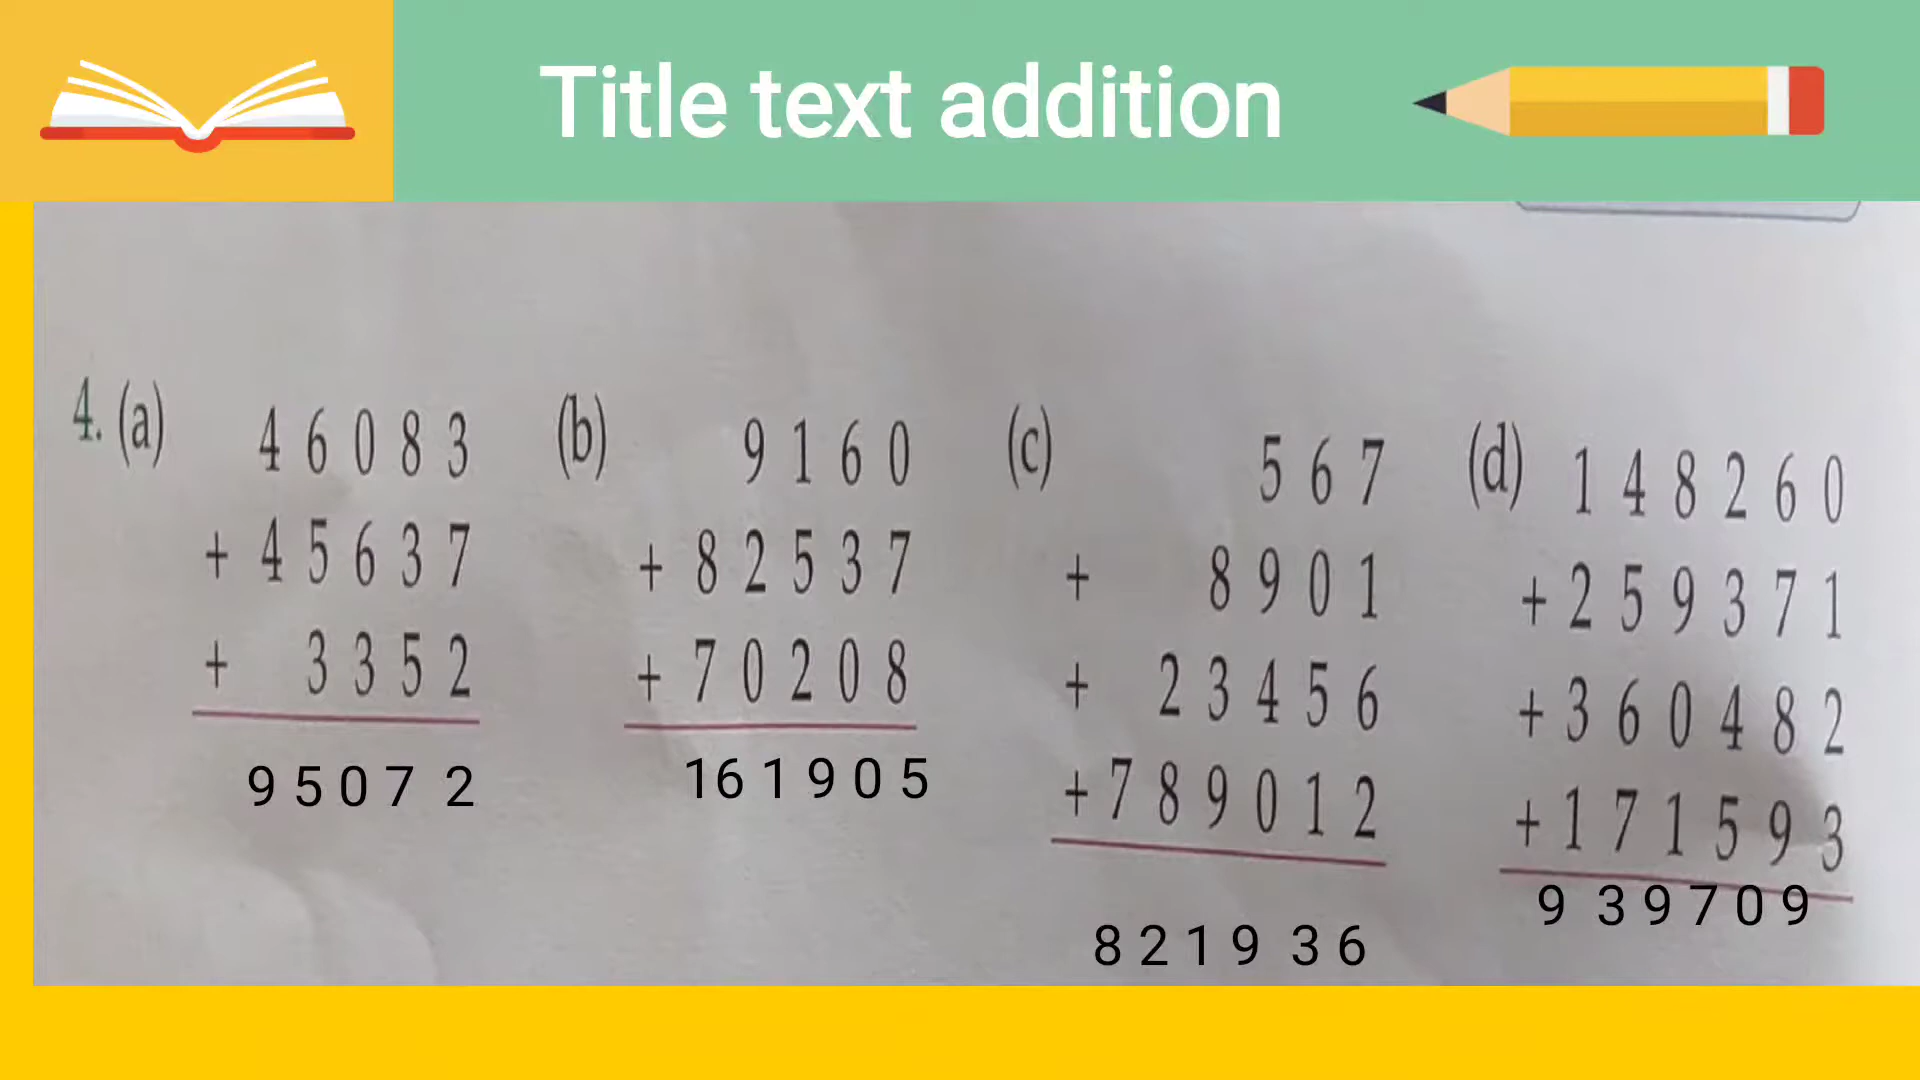 Title text addition
4. (a)
4 6 0 8 3
+ 4 5 6 3 7
+ 3 3 5 2
9 5 0 7 2
(b)
9 1 6 0
+ 8 2 5 3 7
+ 7 0 2 0 8
16 1 9 0 5
(c)
5 6 7
+ 8 9 0 1
+ 2 3 4 5 6
+ 7 8 9 0 1 2
8 2 1 9 3 6
(d)
1 4 8 2 6 0
+ 2 5 9 3 7 1
+ 3 6 0 4 8 2
+ 1 7 1 5 9 3
9 3 9 7 0 9